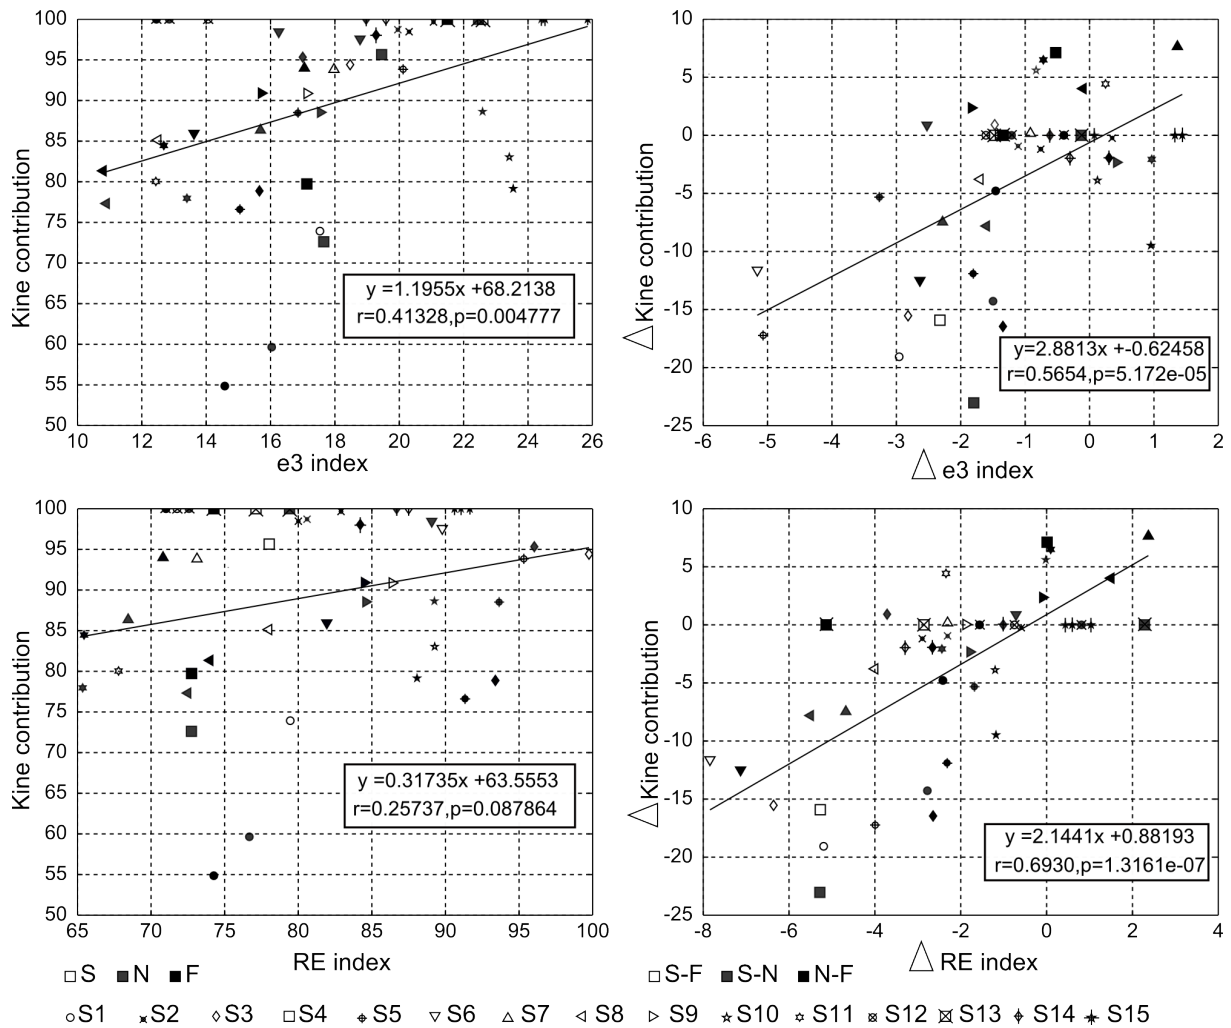 100
95
90
85
80
75
70
65
60
55
50
Kine contribution
10 12 14 16 18 20 22 24 26
e3 index
y =1.1955x +68.2138
r=0.41328,p=0.004777
10
5
0
-5
-10
-15
-20
-25
△ Kine contribution
-6 -5 -4 -3 -2 -1 0 1 2
△ e3 index
y=2.8813x +-0.62458
r=0.5654,p=5.172e-05
100
95
90
85
80
75
70
65
60
55
50
Kine contribution
65 70 75 80 85 90 95 100
RE index
y =0.31735x +63.5553
r=0.25737,p=0.087864
10
5
0
-5
-10
-15
-20
-25
△ Kine contribution
-8 -6 -4 -2 0 2 4
△ RE index
y =2.1441x +0.88193
r=0.6930,p=1.3161e-07
S N F
S-F S-N N-F
S1 S2 S3 S4 S5 S6 S7 S8 S9 S10 S11 S12 S13 S14 S15